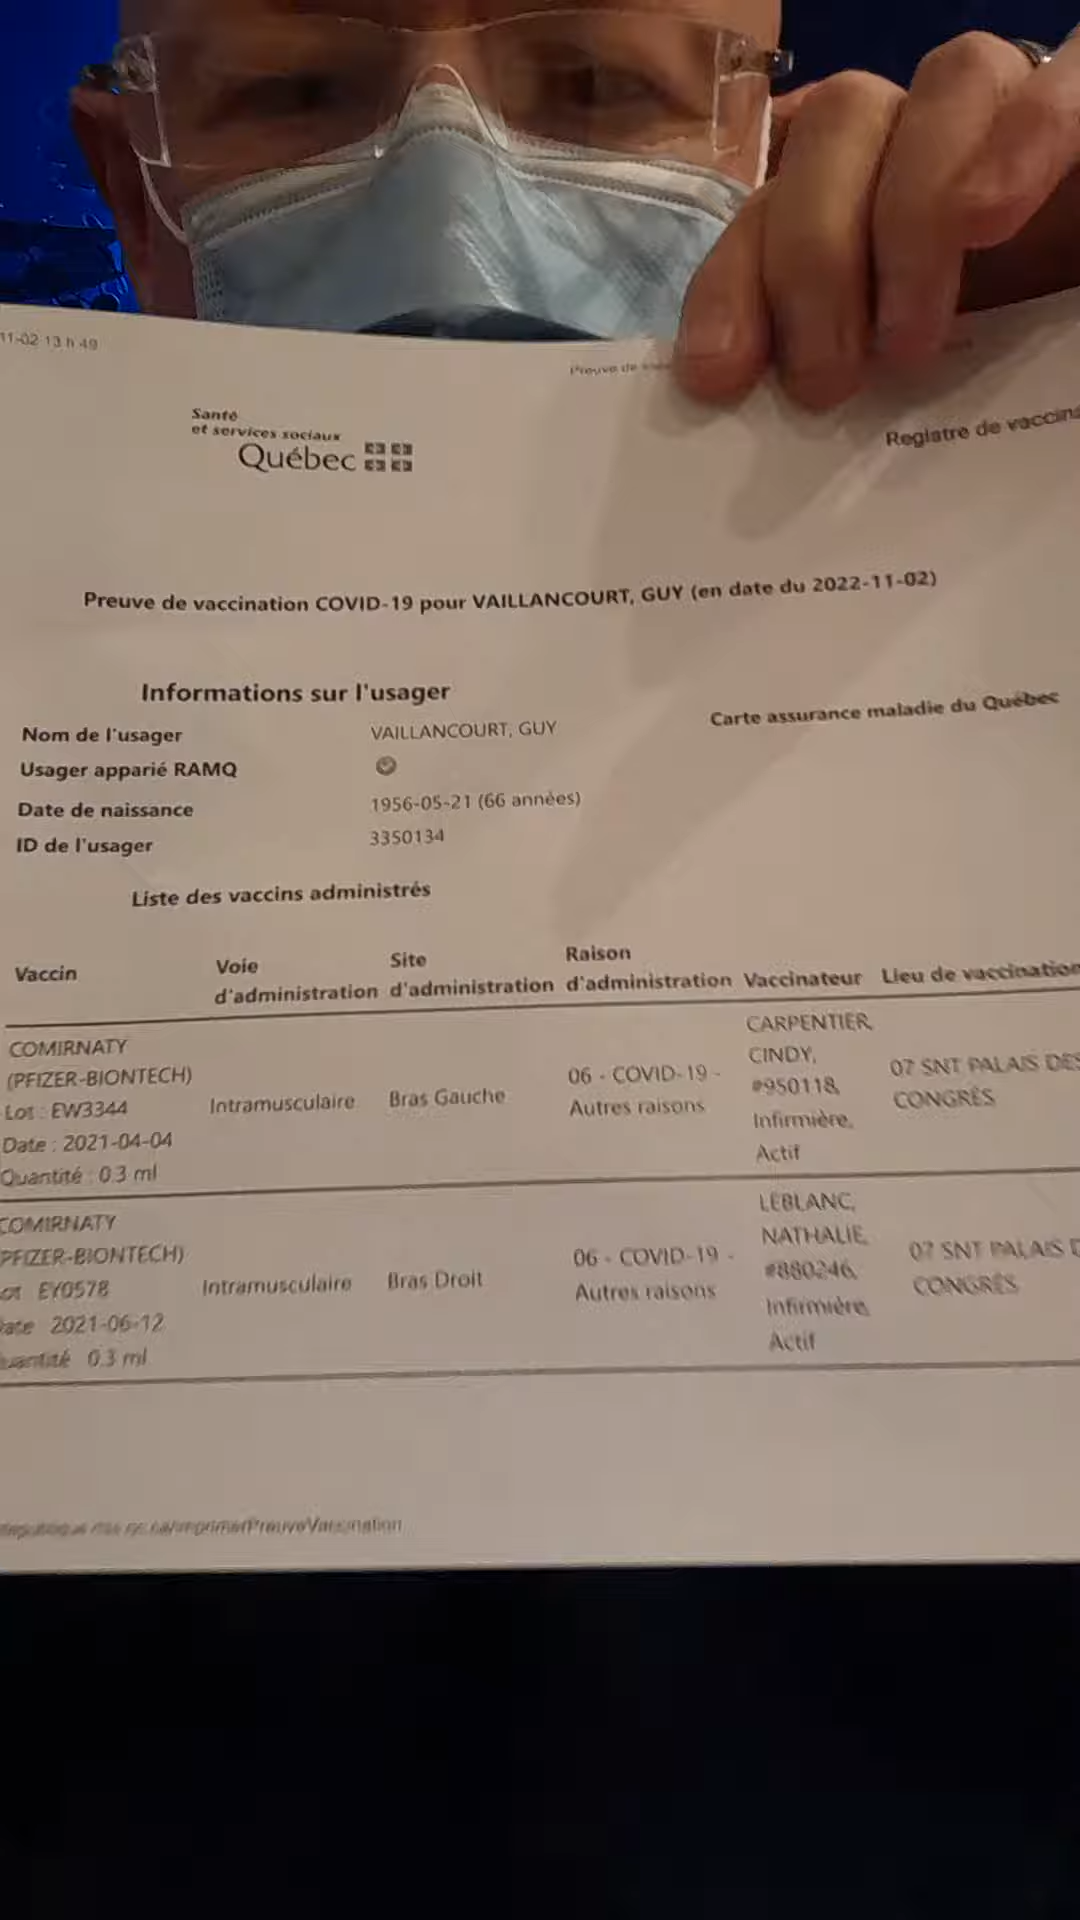 11-02 13 h 49
Preuve de
Santé
et services sociaux
Québec
Registre de vaccina
Preuve de vaccination COVID-19 pour VAILLANCOURT, GUY (en date du 2022-11-02)
Informations sur l'usager
Carte assurance maladie du Québec
Nom de l'usager VAILLANCOURT, GUY
Usager apparié RAMQ
Date de naissance 1956-05-21 (66 années)
ID de l'usager 3350134
Liste des vaccins administrés
Vaccin
Voie
d'administration
Site
d'administration
Raison
d'administration
Vaccinateur
Lieu de vaccination
COMIRNATY
(PFIZER-BIONTECH)
Lot : EW3344
Date : 2021-04-04
Quantité : 0.3 ml
Intramusculaire
Bras Gauche
06 - COVID-19 -
Autres raisons
CARPENTIER,
CINDY,
#950118,
Infirmière,
Actif
07 SNT PALAIS DES
CONGRÈS
COMIRNATY
PFIZER-BIONTECH)
ot EY0578
ate 2021-06-12
uantité 0.3 ml
Intramusculaire
Bras Droit
06 - COVID-19 -
Autres raisons
LEBLANC,
NATHALIE,
#880246,
Infirmière,
Actif
07 SNT PALAIS D
CONGRÈS